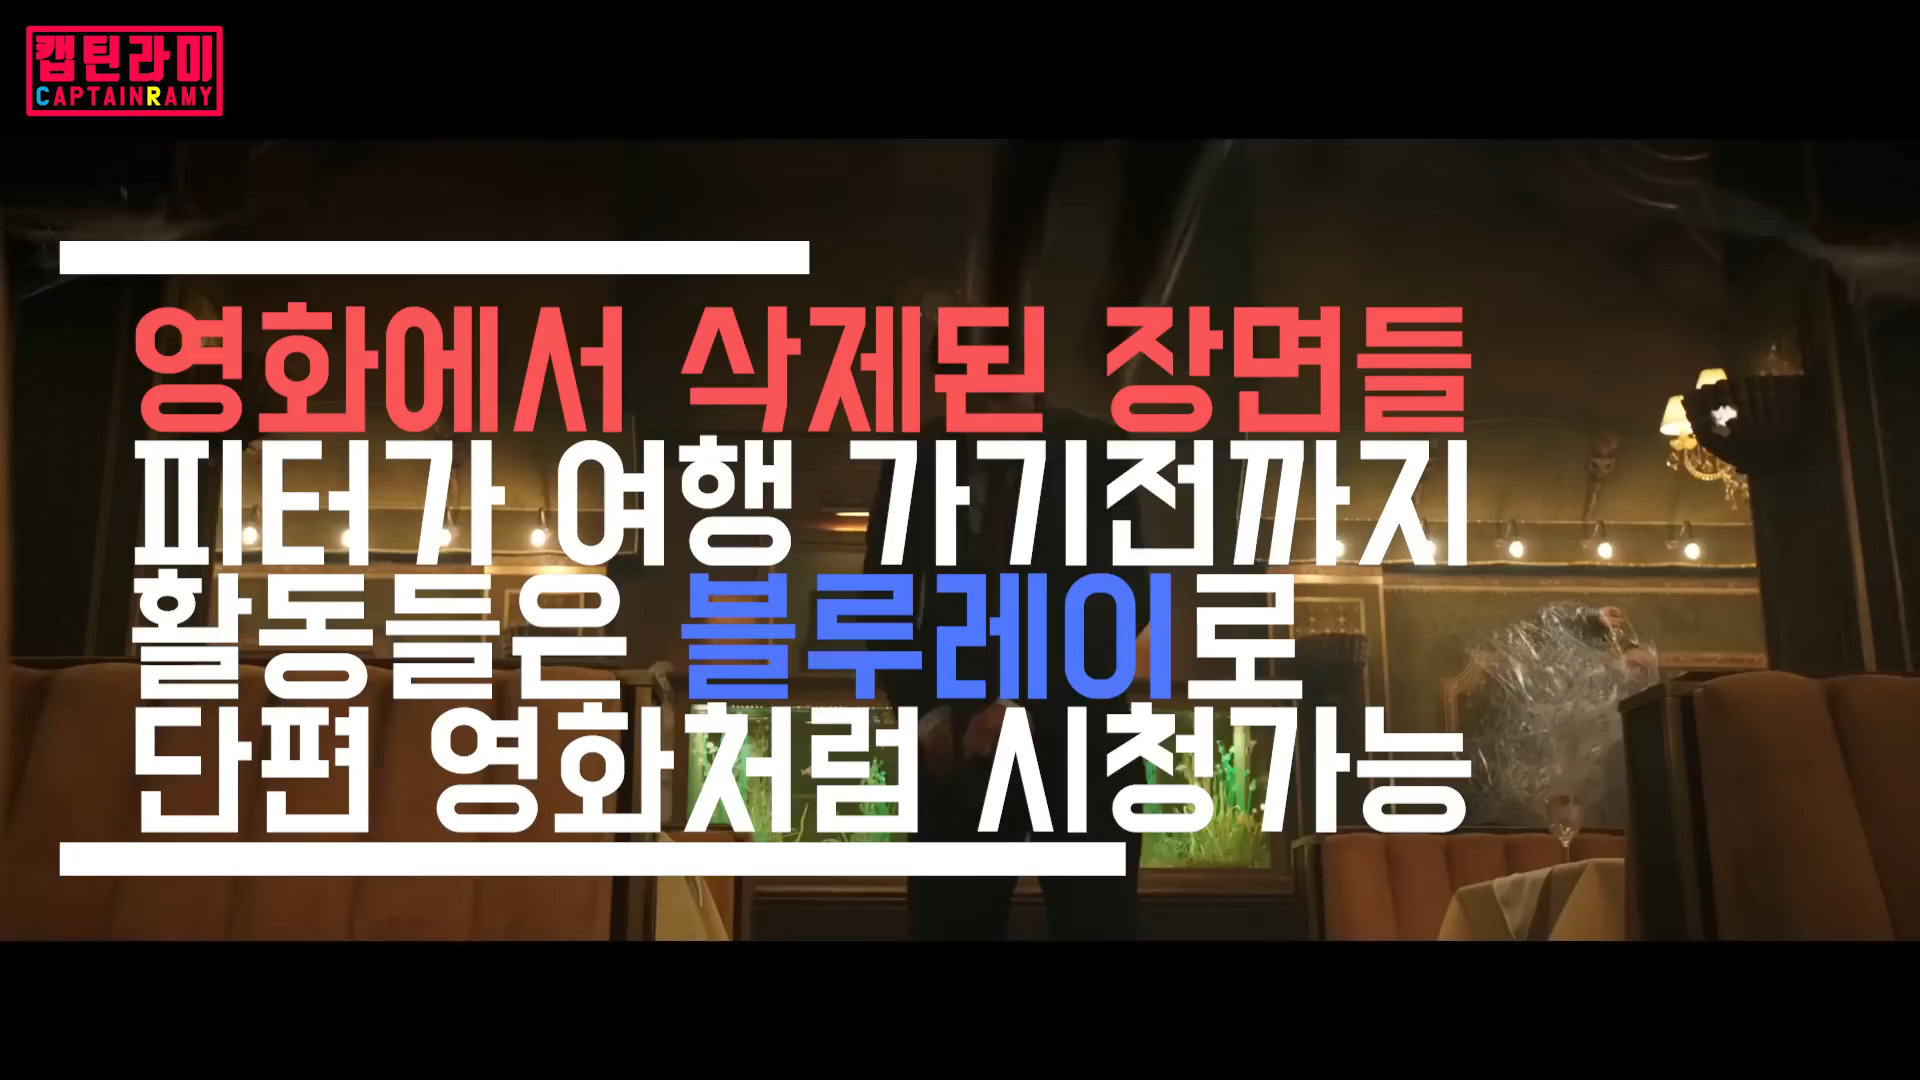 캡틴라미
CAPTAINRAMY
영화에서 삭제된 장면들
피터가 여행 가기전까지
활동들은 블루레이로
단편 영화처럼 시청가능